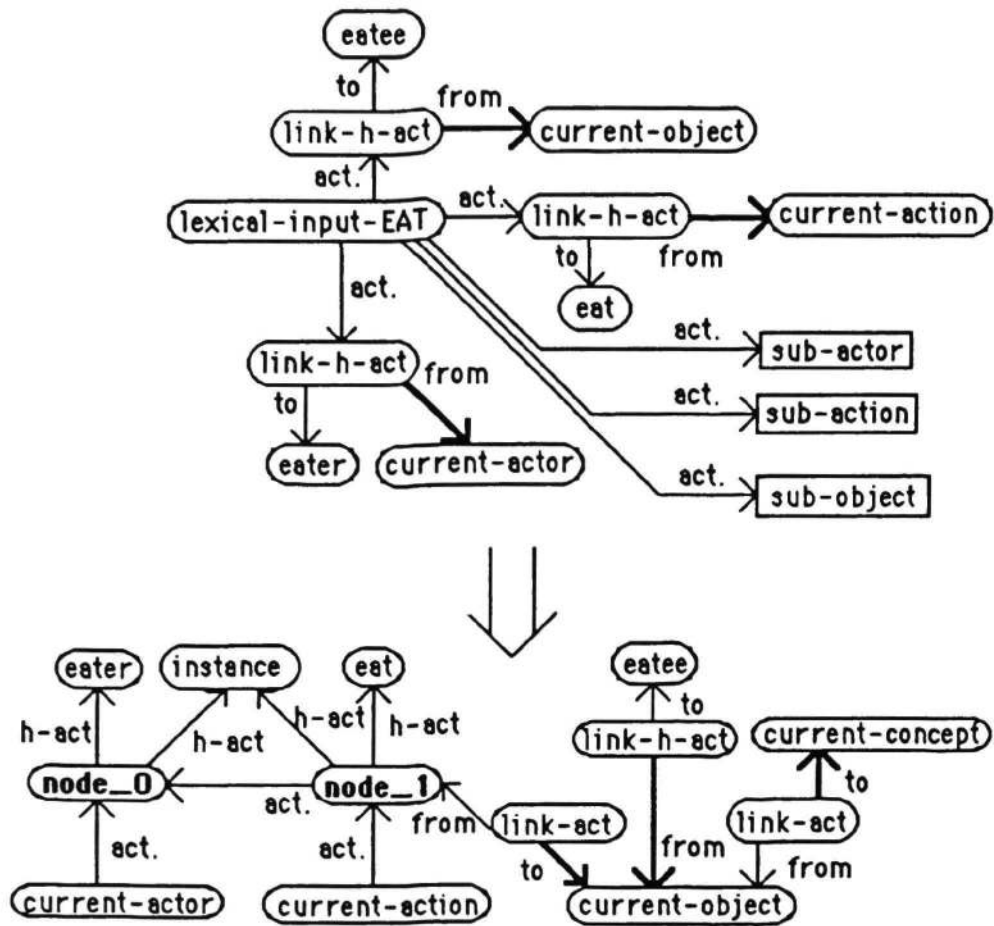 eatee
to
from
link-h-act
current-object
act.
lexical-input-EAT
act.
link-h-act
current-action
to
from
act.
eat
act.
sub-actor
link-h-act
from
act.
sub-action
to
eater
current-actor
act.
sub-object
eater
instance
eat
eatee
h-act
h-act
h-act
h-act
to
link-h-act
current-concept
node_0
node_1
act.
from
link-act
to
link-act
act.
act.
to
from
from
current-actor
current-action
current-object